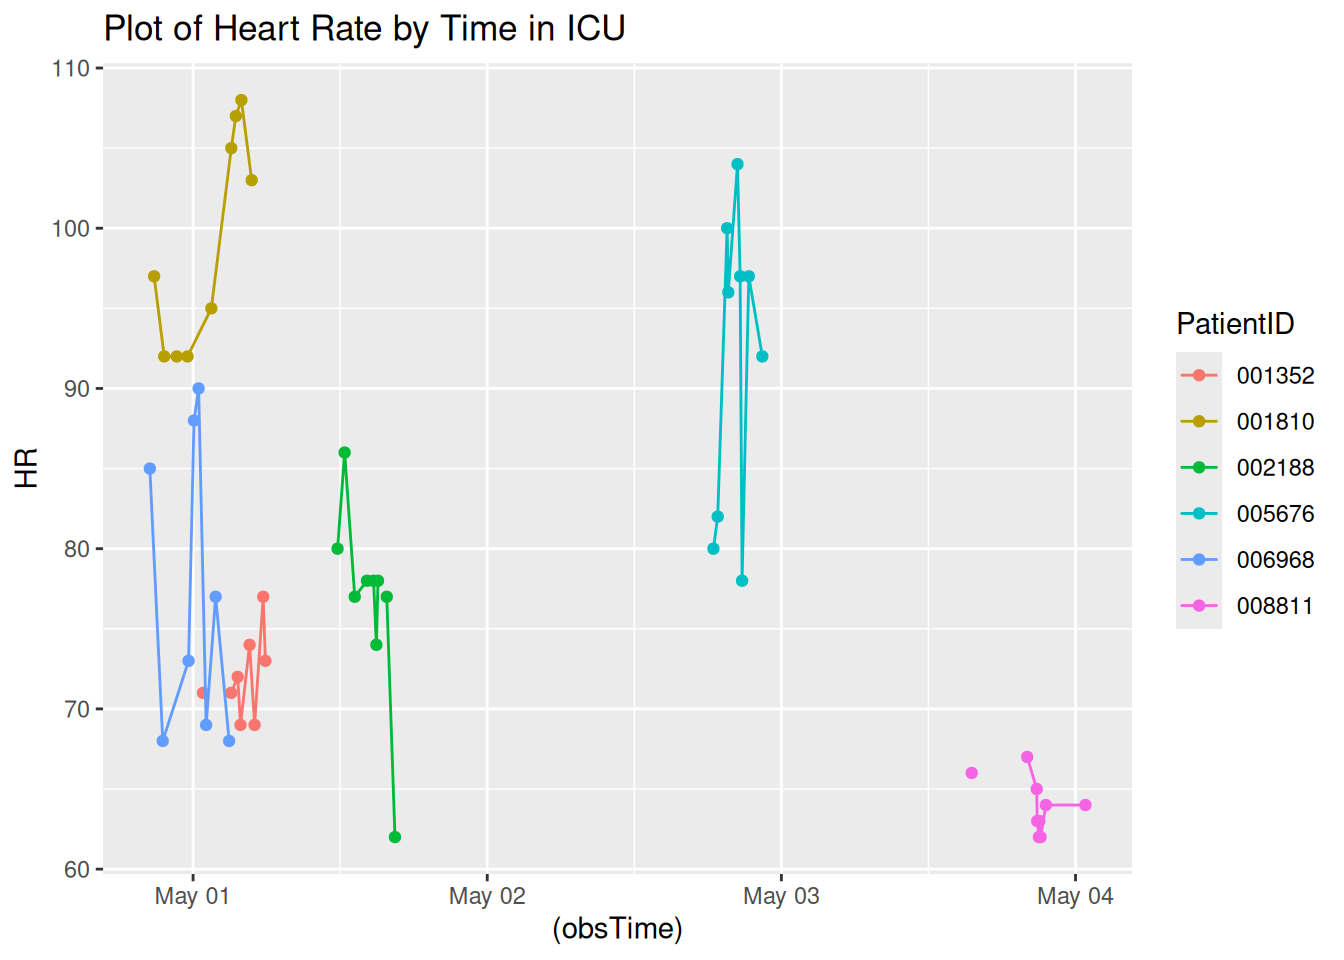 Plot of Heart Rate by Time in ICU
110
100
90
80
70
60
HR
May 01
May 02
May 03
May 04
(obsTime)
PatientID
001352
001810
002188
005676
006968
008811